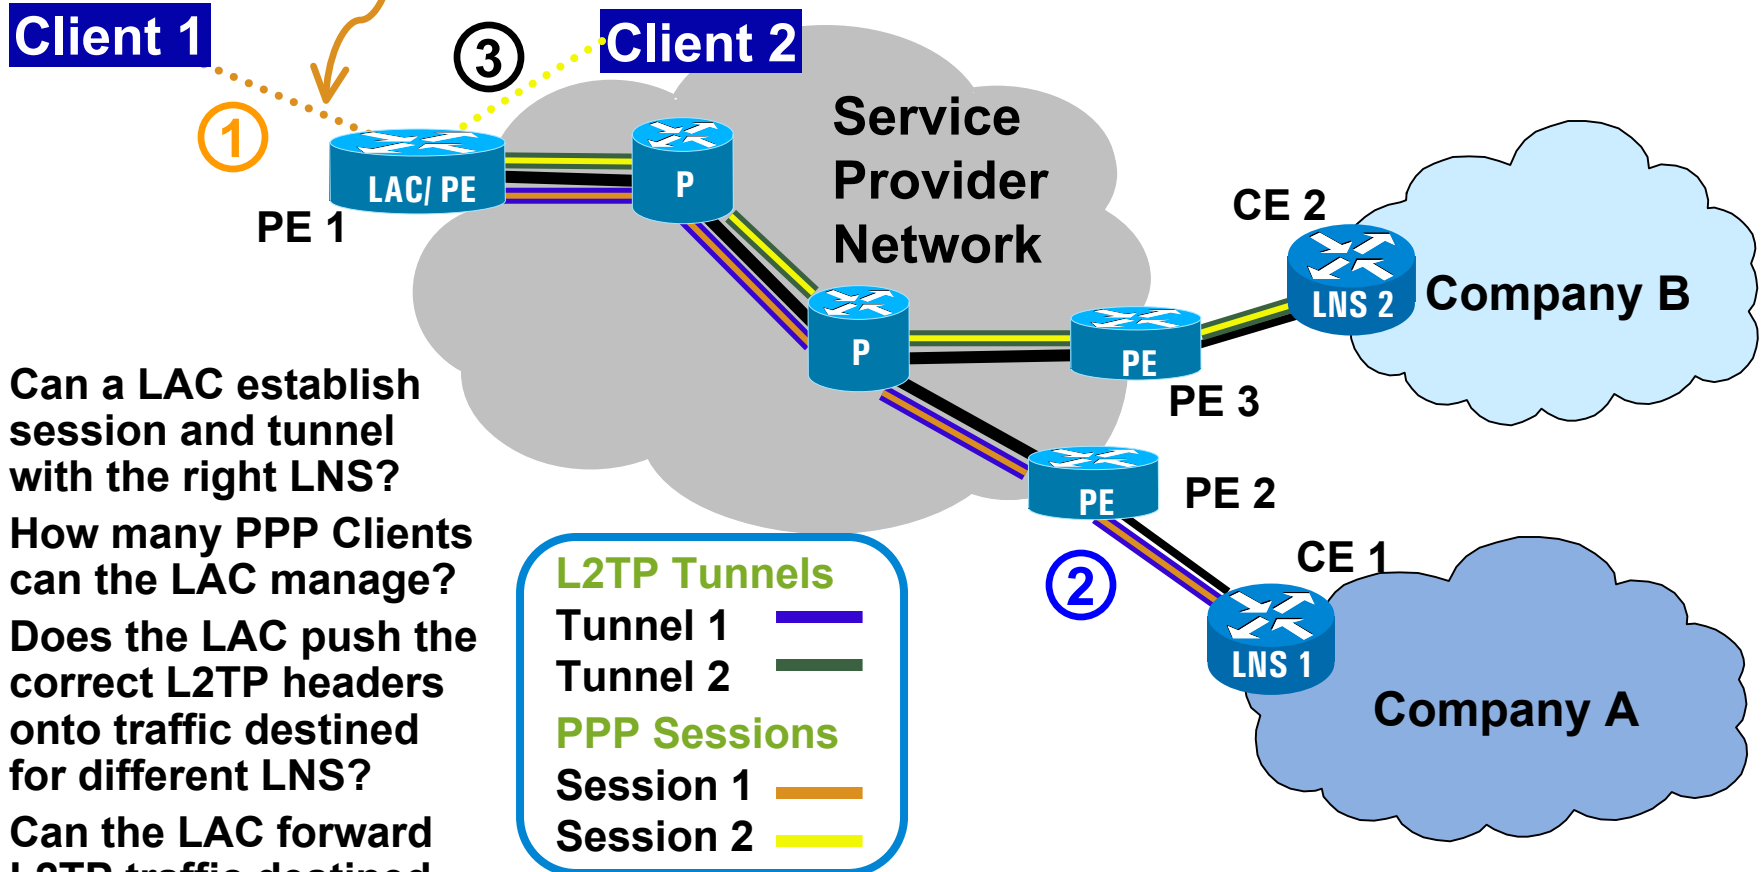 Client 1
3
Client 2
1
LAC/ PE
PE 1
P
Service
Provider
Network
P
CE 2
LNS 2
Company B
PE
PE 3
PE
PE 2
2
CE 1
LNS 1
Company A
Can a LAC establish
session and tunnel
with the right LNS?
How many PPP Clients
can the LAC manage?
Does the LAC push the
correct L2TP headers
onto traffic destined
for different LNS?
Can the LAC forward
L2TP traffic destined
L2TP Tunnels
Tunnel 1
Tunnel 2
PPP Sessions
Session 1
Session 2